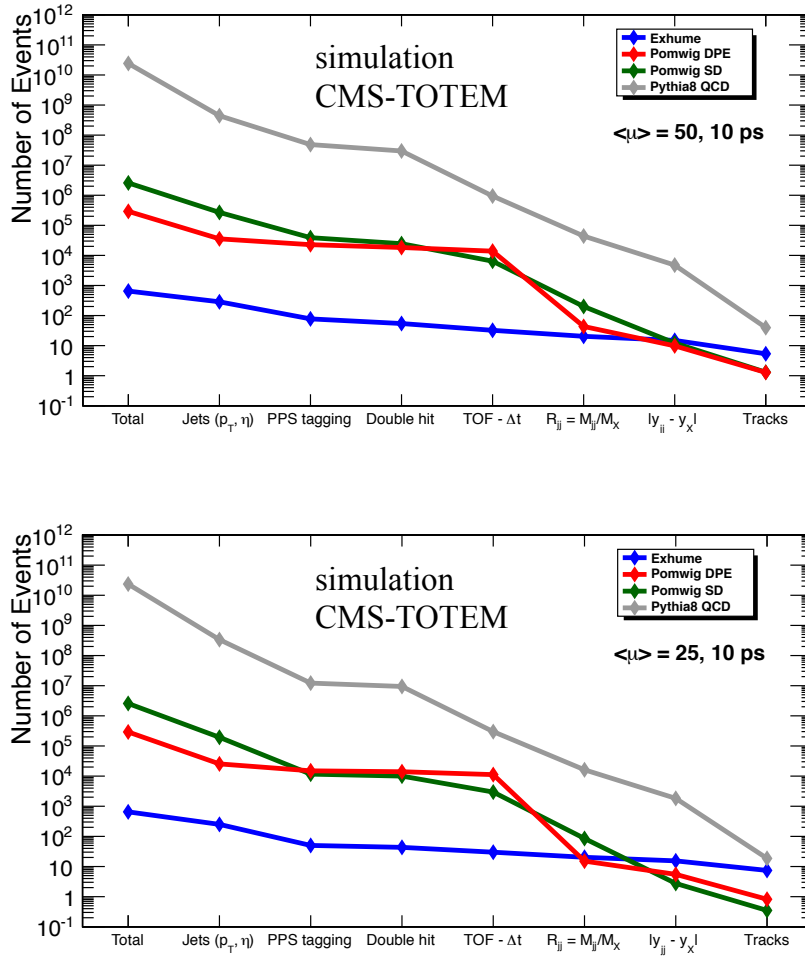 10^12
10^11
10^10
10^9
10^8
10^7
10^6
10^5
10^4
10^3
10^2
10
1
10^-1
Number of Events
simulation
CMS-TOTEM
Exhume
Pomwig DPE
Pomwig SD
Pythia8 QCD
<μ> = 50, 10 ps
Total
Jets (p_T, η)
PPS tagging
Double hit
TOF - Δt
R_jj = M_jj/M_X
|y_jj - y_X|
Tracks
10^12
10^11
10^10
10^9
10^8
10^7
10^6
10^5
10^4
10^3
10^2
10
1
10^-1
Number of Events
simulation
CMS-TOTEM
Exhume
Pomwig DPE
Pomwig SD
Pythia8 QCD
<μ> = 25, 10 ps
Total
Jets (p_T, η)
PPS tagging
Double hit
TOF - Δt
R_jj = M_jj/M_X
|y_jj - y_X|
Tracks